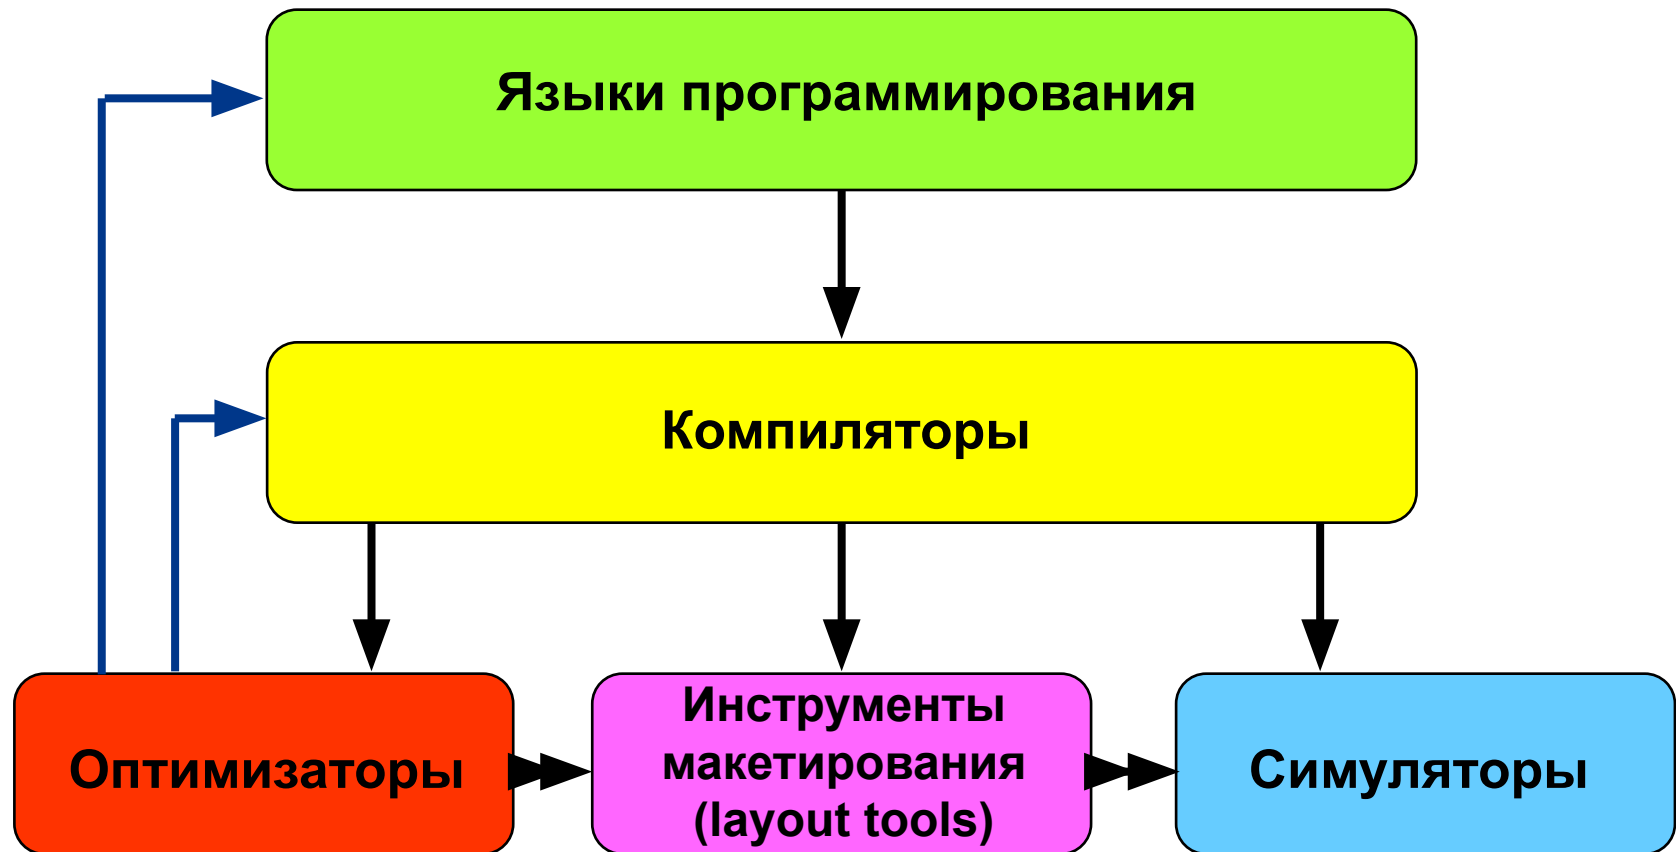 Языки программирования
Компиляторы
Оптимизаторы
Инструменты
макетирования
(layout tools)
Симуляторы